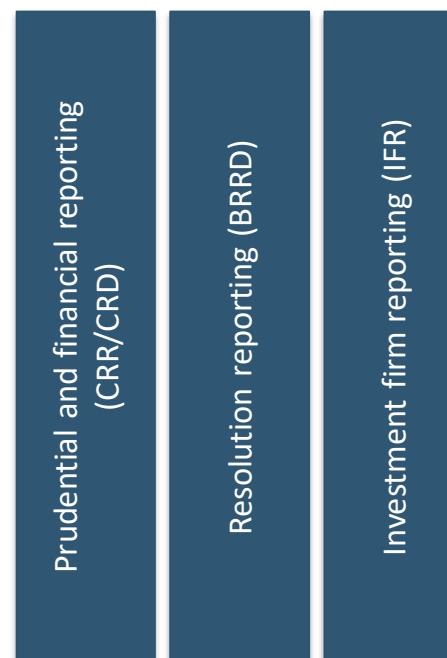 Prudential and financial reporting
(CRR/CRD)
Resolution reporting (BRRD)
Investment firm reporting (IFR)